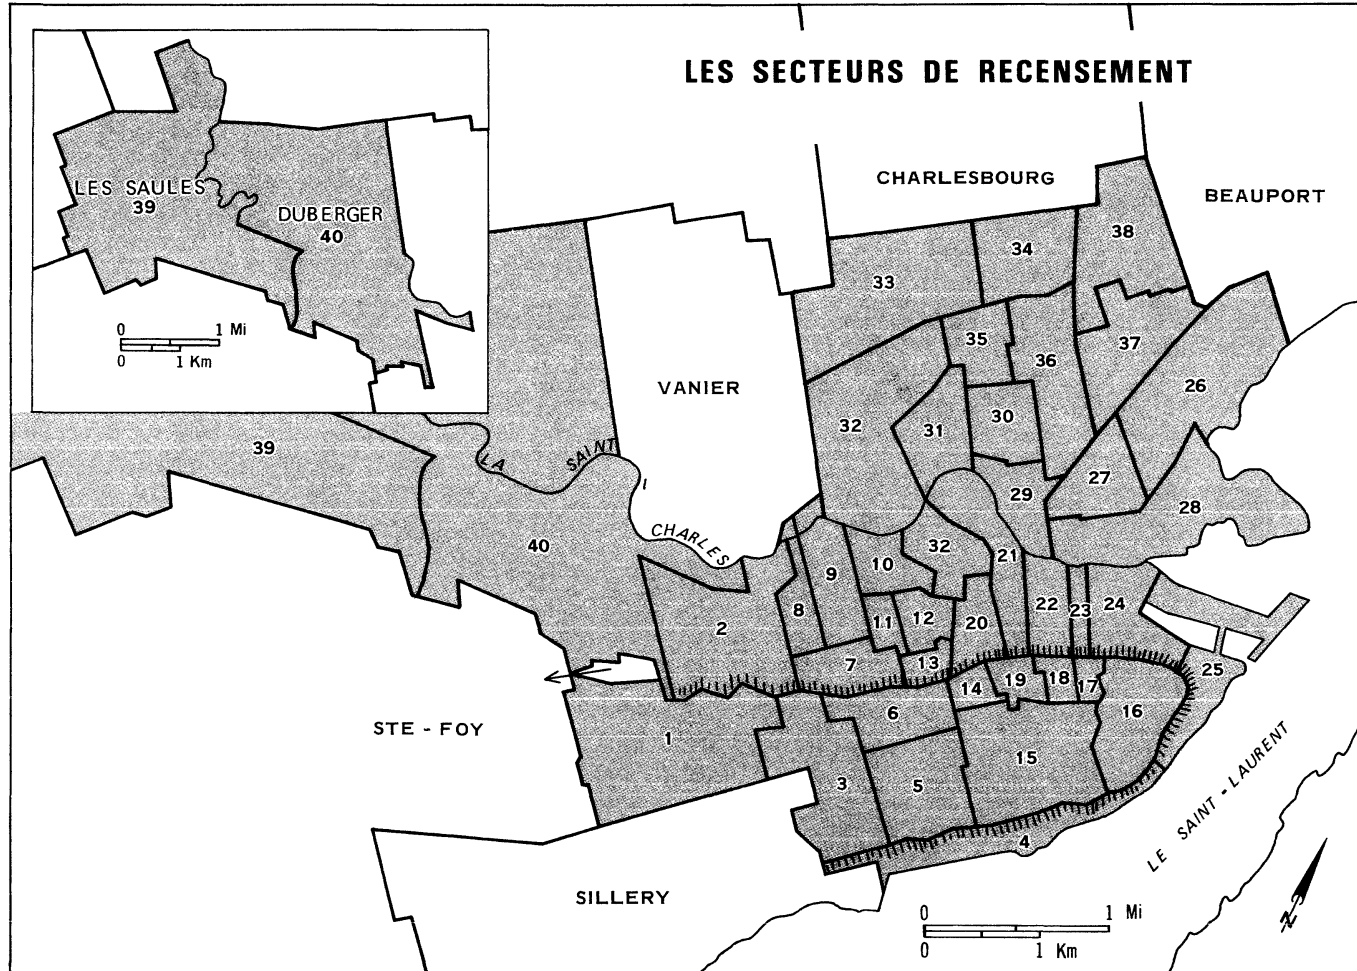 LES SECTEURS DE RECENSEMENT
LES SAULES
39
DUBERGER
40
0 1 Mi
0 1 Km
CHARLESBOURG
BEAUPORT
VANIER
LA SAINT
CHARLES
STE - FOY
SILLERY
LE SAINT-LAURENT
38
34
33
35
36
37
26
32
31
30
39
27
29
28
40
32
21
10
9
8
2
11
12
20
22
23
24
7
13
14
19
18
17
25
16
6
1
15
3
5
4
0 1 Mi
0 1 Km
N